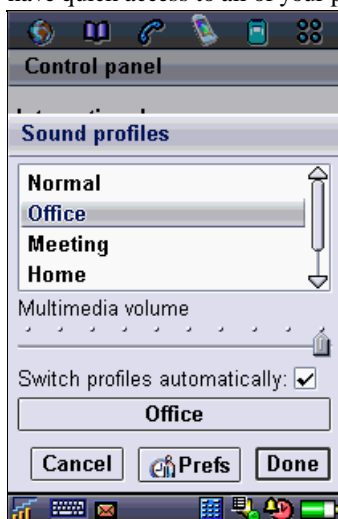 Control panel
Sound profiles
Normal
Office
Meeting
Home
Multimedia volume
Switch profiles automatically:
Office
Cancel
Prefs
Done